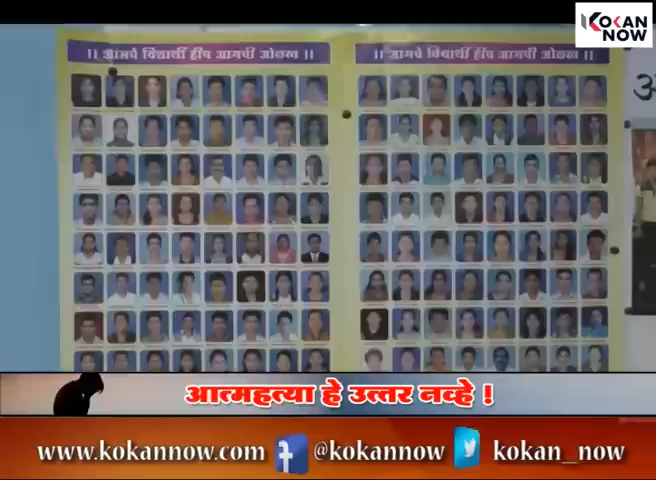 KOKAN
NOW
।। आमचे विद्यार्थी हीच आमची ओळख ।।
।। आमचे विद्यार्थी हीच आमची ओळख ।।
आत्महत्या हे उत्तर नव्हे !
www.kokannow.com
@kokannow
kokan_now